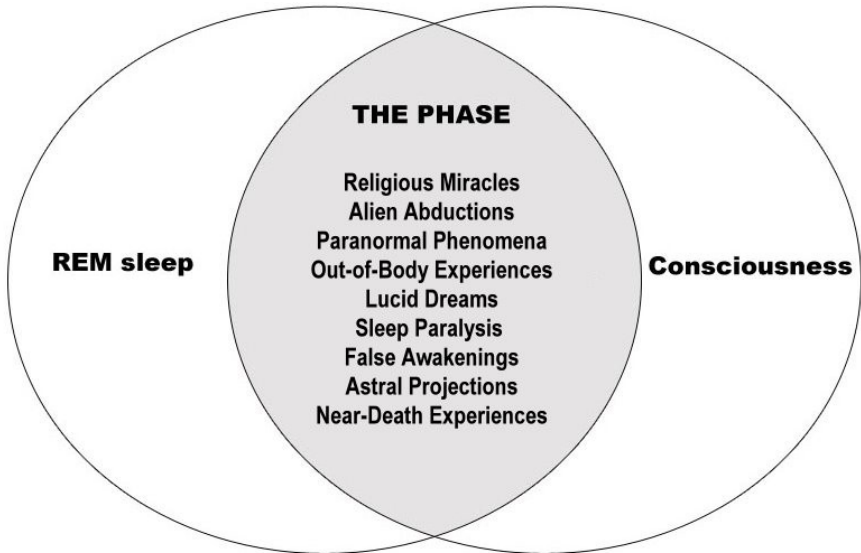 THE PHASE
Religious Miracles
Alien Abductions
Paranormal Phenomena
REM sleep
Out-of-Body Experiences
Consciousness
Lucid Dreams
Sleep Paralysis
False Awakenings
Astral Projections
Near-Death Experiences